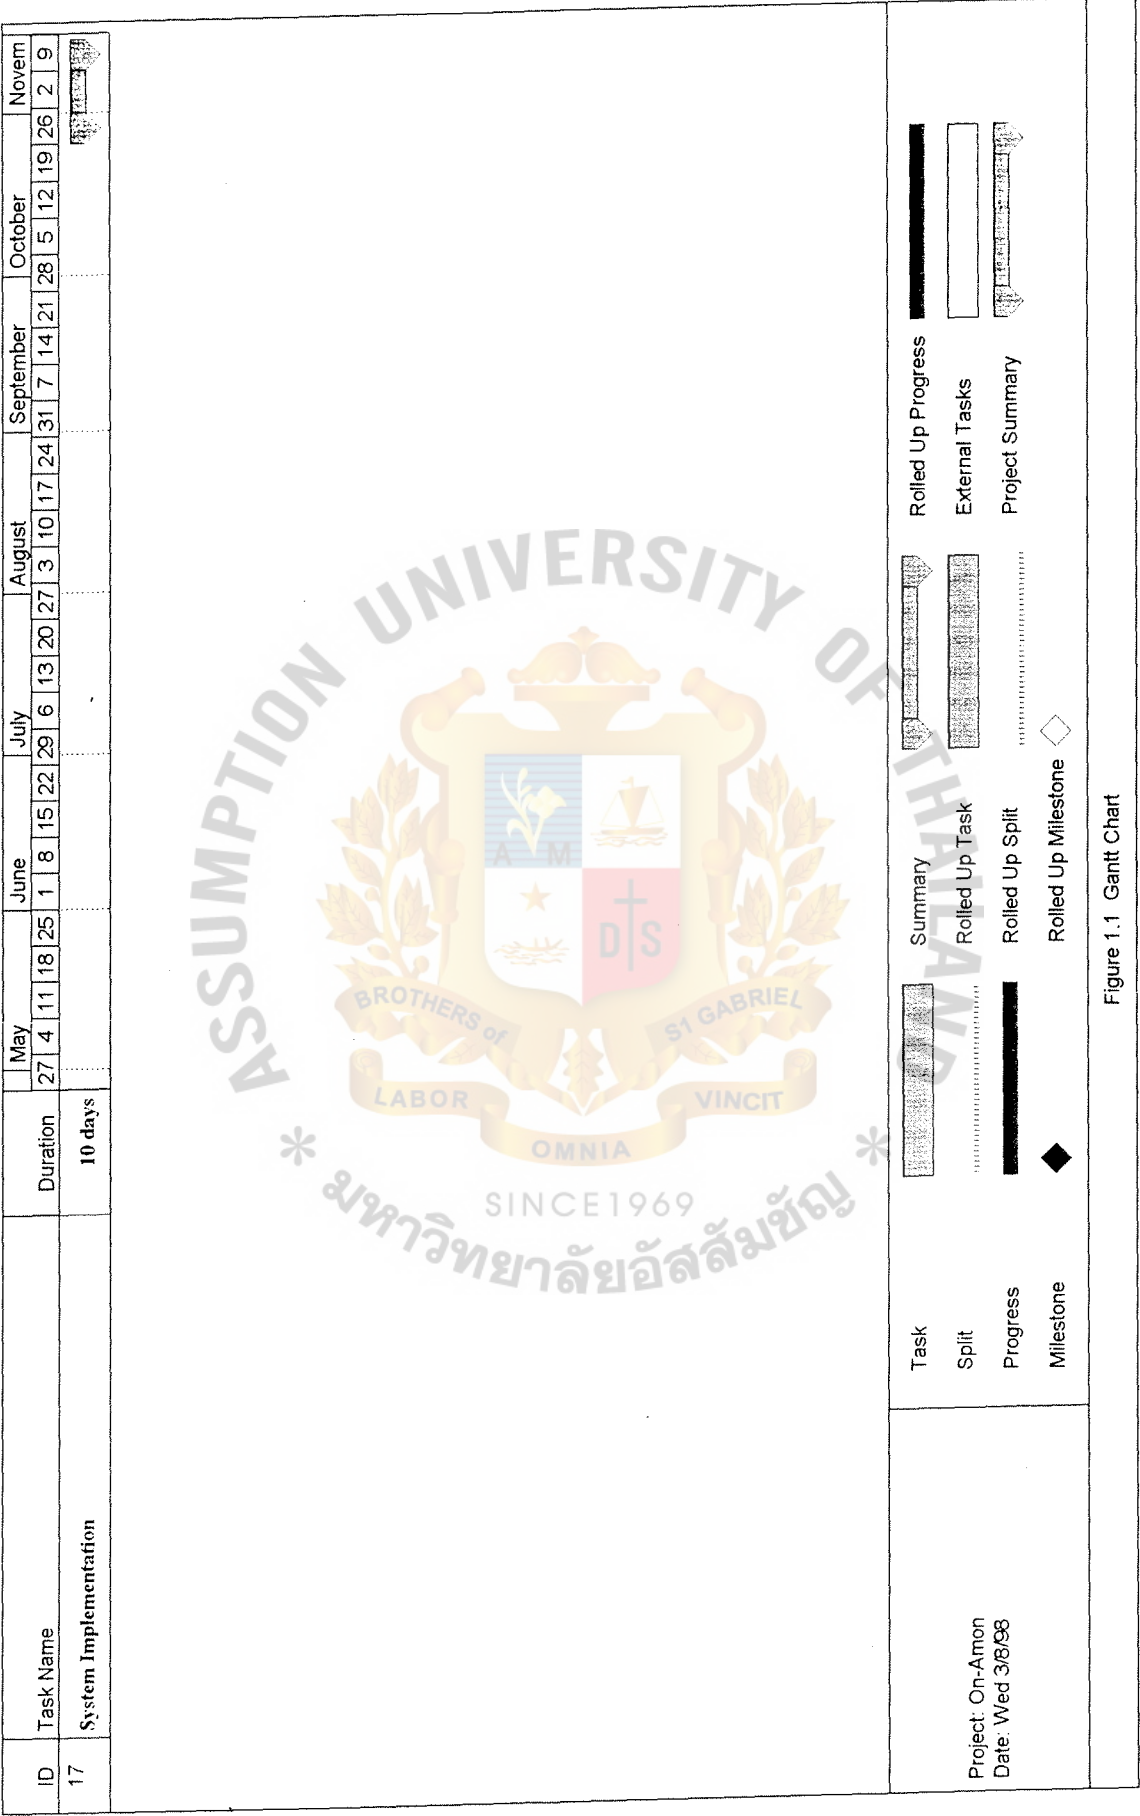 ID Task Name Duration May June July August September October Novem
27 4 11 18 25 1 8 15 22 29 6 13 20 27 3 10 17 24 31 7 14 21 28 5 12 19 26 2 9
17 System Implementation 10 days
ASSUMPTION UNIVERSITY OF THAILAND
A M
D S
BROTHERS of
S1 GABRIEL
LABOR
OMNIA
VINCIT
SINCE1969
* มหาวิทยาลัยอัสสัมชัญ *
Project: On-Amon
Date: Wed 3/8/98
Task
Split
Progress
Milestone
Summary
Rolled Up Task
Rolled Up Split
Rolled Up Milestone
Rolled Up Progress
External Tasks
Project Summary
Figure 1.1 Gantt Chart